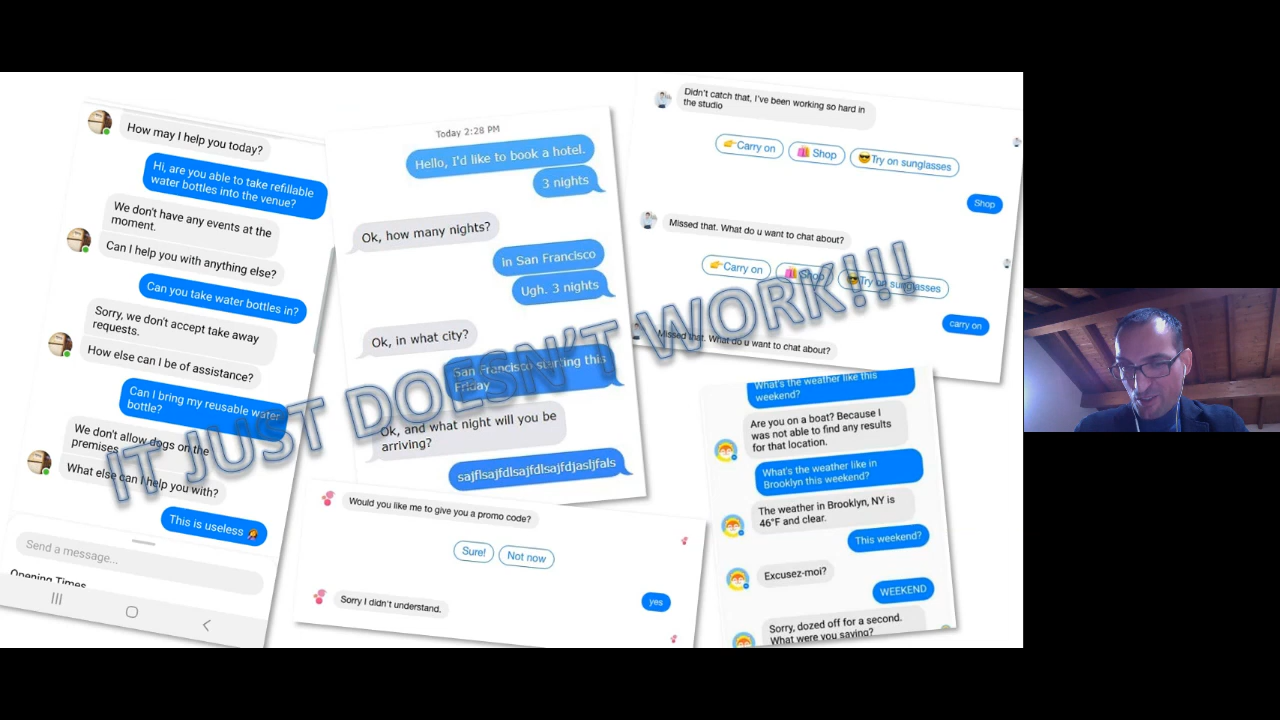 How may I help you today?
Hi, are you able to take refillable
water bottles into the venue?
We don't have any events at the
moment.
Can I help you with anything else?
Can you take water bottles in?
Sorry, we don't accept take away
requests.
How else can I be of assistance?
Can I bring my reusable water
bottle?
We don't allow dogs on the
premises
What else can I help you with?
This is useless
Send a message...
Opening Times
Today 2:28 PM
Hello, I'd like to book a hotel.
3 nights
Ok, how many nights?
in San Francisco
Ugh. 3 nights
Ok, in what city?
San Francisco starting this
Friday
Ok, and what night will you be
arriving?
sajflsajfdlsajfdlsajfdjasljfals
Didn't catch that, I've been working so hard in
the studio
👉Carry on
🛍️ Shop
😎Try on sunglasses
Shop
Missed that. What do u want to chat about?
👉Carry on
🛍️ Shop
😎Try on sunglasses
carry on
Missed that. What do u want to chat about?
IT JUST DOESN'T WORK!!!
Would you like me to give you a promo code?
Sure!
Not now
yes
Sorry I didn't understand.
What's the weather like this
weekend?
Are you on a boat? Because I
was not able to find any results
for that location.
What's the weather like in
Brooklyn this weekend?
The weather in Brooklyn, NY is
46°F and clear.
This weekend?
Excusez-moi?
WEEKEND
Sorry, dozed off for a second.
What were you saying?